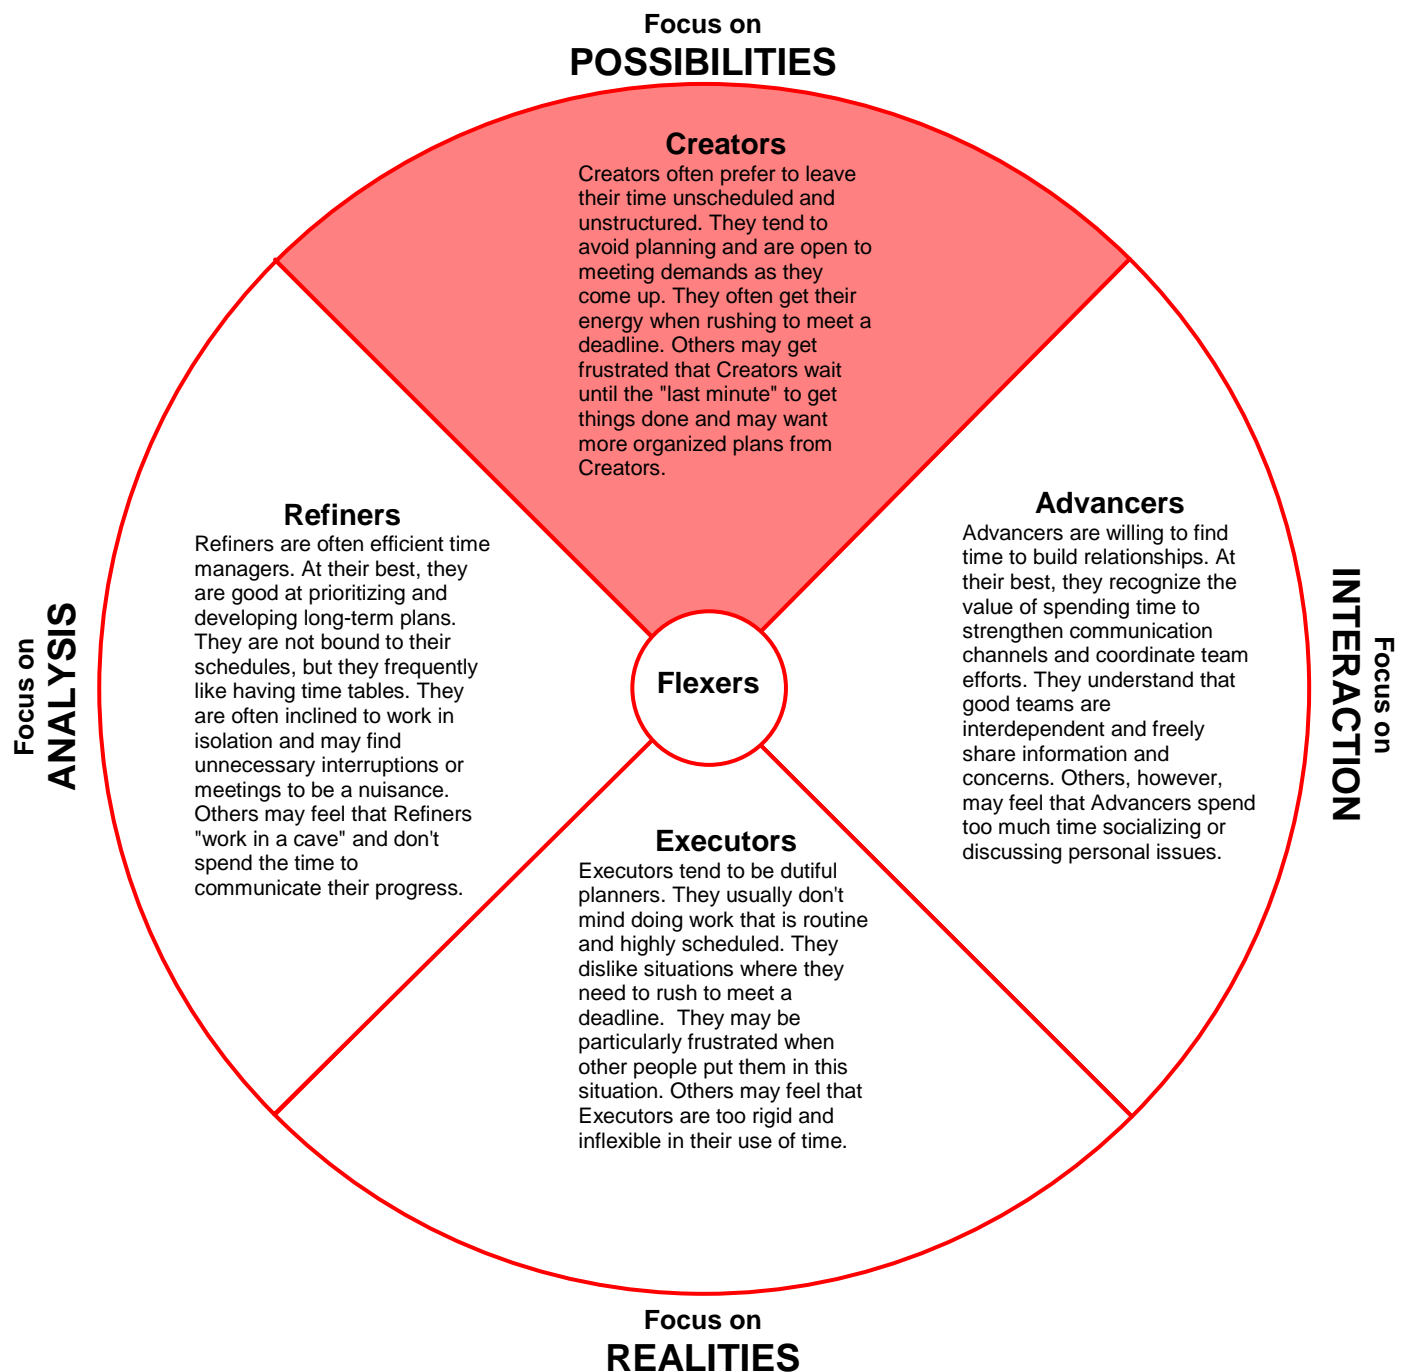 Focus on
POSSIBILITIES
Creators
Creators often prefer to leave
their time unscheduled and
unstructured. They tend to
avoid planning and are open to
meeting demands as they
come up. They often get their
energy when rushing to meet a
deadline. Others may get
frustrated that Creators wait
until the "last minute" to get
things done and may want
more organized plans from
Creators.
Focus on
ANALYSIS
Refiners
Refiners are often efficient time
managers. At their best, they
are good at prioritizing and
developing long-term plans.
They are not bound to their
schedules, but they frequently
like having time tables. They
are often inclined to work in
isolation and may find
unnecessary interruptions or
meetings to be a nuisance.
Others may feel that Refiners
"work in a cave" and don't
spend the time to
communicate their progress.
Flexers
Advancers
Advancers are willing to find
time to build relationships. At
their best, they recognize the
value of spending time to
strengthen communication
channels and coordinate team
efforts. They understand that
good teams are
interdependent and freely
share information and
concerns. Others, however,
may feel that Advancers spend
too much time socializing or
discussing personal issues.
Focus on
INTERACTION
Executors
Executors tend to be dutiful
planners. They usually don't
mind doing work that is routine
and highly scheduled. They
dislike situations where they
need to rush to meet a
deadline.  They may be
particularly frustrated when
other people put them in this
situation. Others may feel that
Executors are too rigid and
inflexible in their use of time.
Focus on
REALITIES